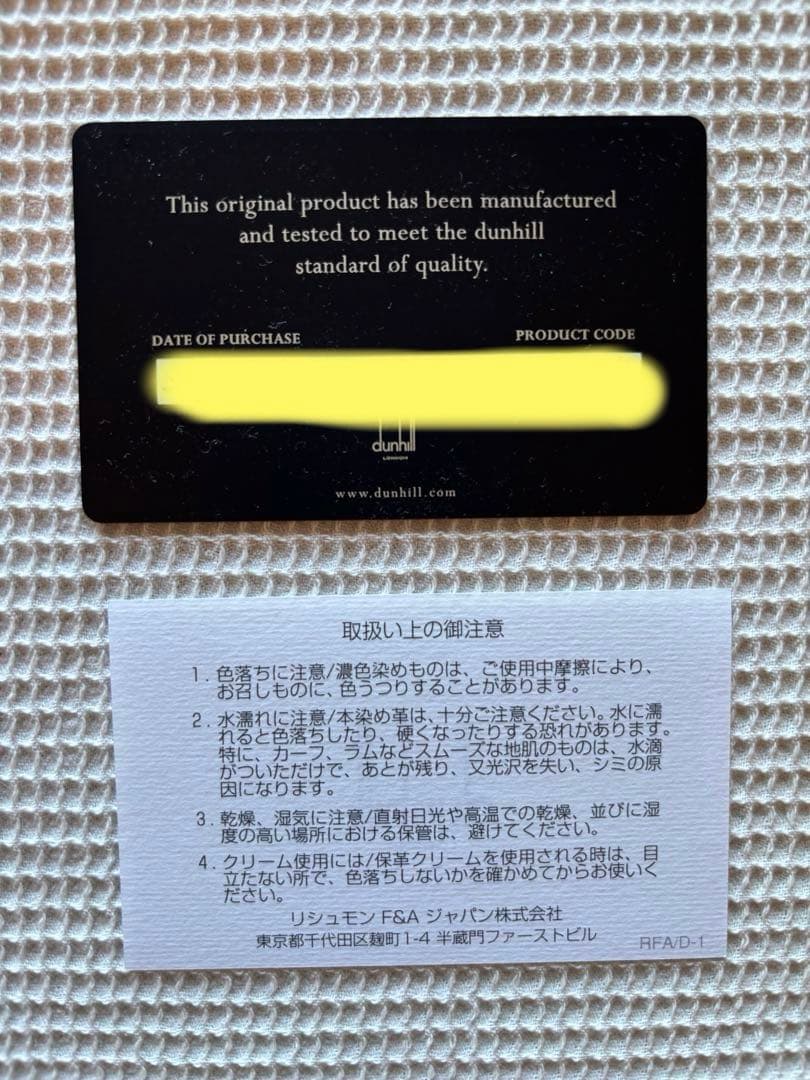 This original product has been manufactured
and tested to meet the dunhill
standard of quality.
DATE OF PURCHASE
PRODUCT CODE
dunhill
LONDON
www.dunhill.com
取扱い上の御注意
1. 色落ちに注意/濃色染めものは、ご使用中摩擦により、
お召しものに、色うつりすることがあります。
2. 水濡れに注意/本染め革は、十分ご注意ください。水に濡
れると色落ちしたり、硬くなったりする恐れがあります。
特に、カーフ、ラムなどスムーズな地肌のものは、水滴
がついただけで、あとが残り、又光沢を失い、シミの原
因になります。
3. 乾燥、湿気に注意/直射日光や高温での乾燥、並びに湿
度の高い場所における保管は、避けてください。
4. クリーム使用には/保革クリームを使用される時は、目
立たない所で、色落ちしないかを確かめてからお使いく
ださい。
リシュモン F&A ジャパン株式会社
東京都千代田区麹町1-4 半蔵門ファーストビル
RFA/D-1